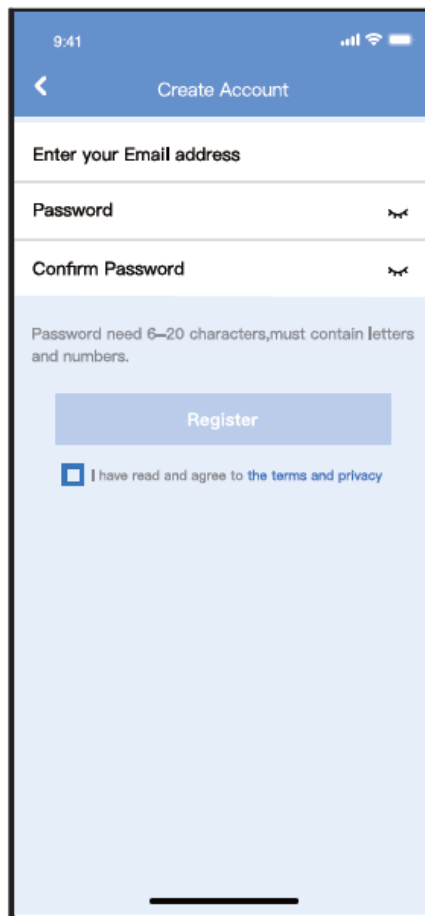 9:41
Create Account
Enter your Email address
Password
Confirm Password
Password need 6–20 characters,must contain letters
and numbers.
Register
I have read and agree to the terms and privacy